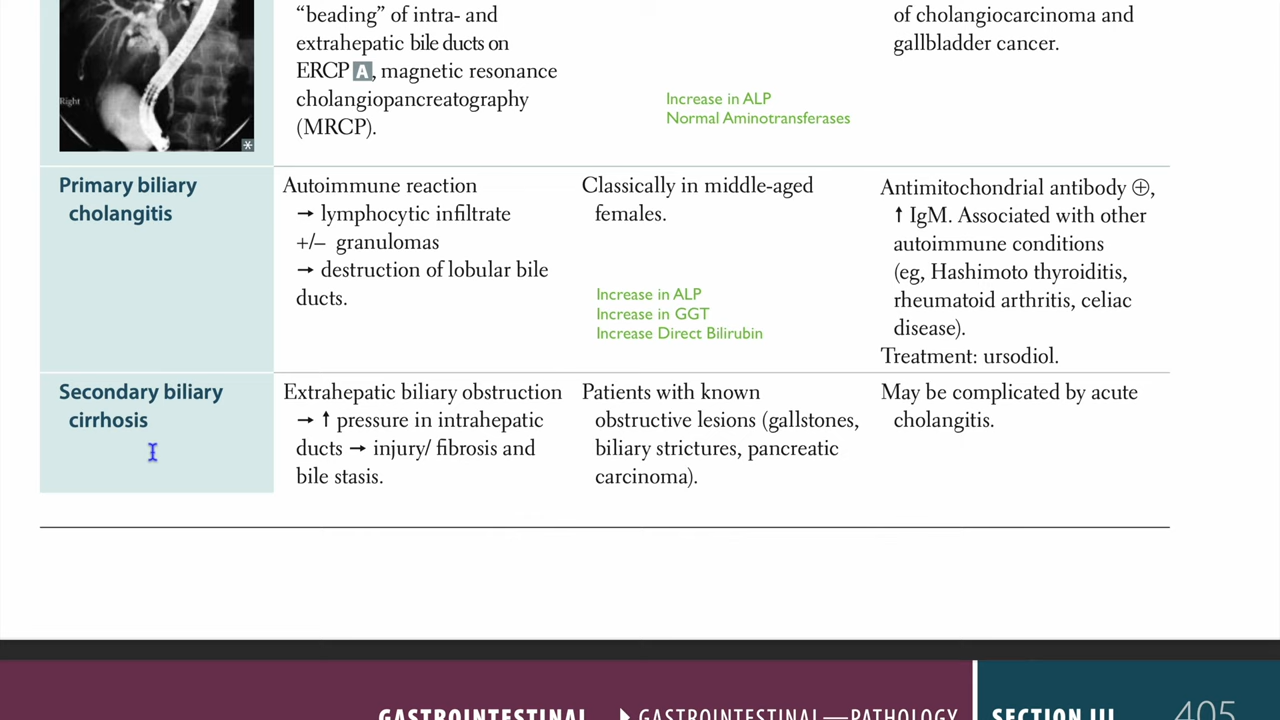 "beading" of intra- and
extrahepatic bile ducts on
ERCP A, magnetic resonance
cholangiopancreatography
(MRCP).
Increase in ALP
Normal Aminotransferases
of cholangiocarcinoma and
gallbladder cancer.
Right
*
Primary biliary
cholangitis
Autoimmune reaction
→ lymphocytic infiltrate
+/– granulomas
→ destruction of lobular bile
ducts.
Classically in middle-aged
females.
Increase in ALP
Increase in GGT
Increase Direct Bilirubin
Antimitochondrial antibody ⊕,
↑ IgM. Associated with other
autoimmune conditions
(eg, Hashimoto thyroiditis,
rheumatoid arthritis, celiac
disease).
Treatment: ursodiol.
Secondary biliary
cirrhosis
Extrahepatic biliary obstruction
→ ↑ pressure in intrahepatic
ducts → injury/ fibrosis and
bile stasis.
Patients with known
obstructive lesions (gallstones,
biliary strictures, pancreatic
carcinoma).
May be complicated by acute
cholangitis.
GASTROINTESTINAL ▶ GASTROINTESTINAL—PATHOLOGY SECTION III 405